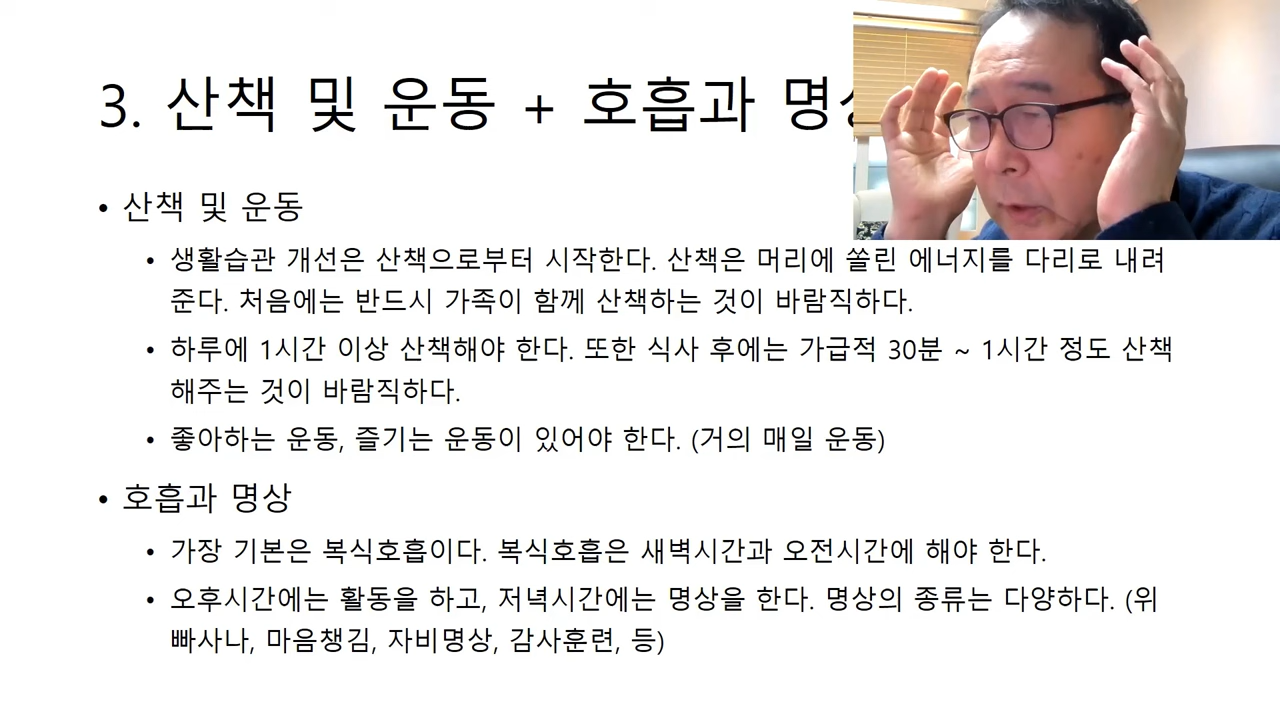 3. 산책 및 운동 + 호흡과
• 산책 및 운동
• 생활습관 개선은 산책으로부터 시작한다. 산책은 머리에 쏠린 에너지를 다리로 내려
준다. 처음에는 반드시 가족이 함께 산책하는 것이 바람직하다.
• 하루에 1시간 이상 산책해야 한다. 또한 식사 후에는 가급적 30분 ~ 1시간 정도 산책
해주는 것이 바람직하다.
• 좋아하는 운동, 즐기는 운동이 있어야 한다. (거의 매일 운동)
• 호흡과 명상
• 가장 기본은 복식호흡이다. 복식호흡은 새벽시간과 오전시간에 해야 한다.
• 오후시간에는 활동을 하고, 저녁시간에는 명상을 한다. 명상의 종류는 다양하다. (위
빠사나, 마음챙김, 자비명상, 감사훈련, 등)